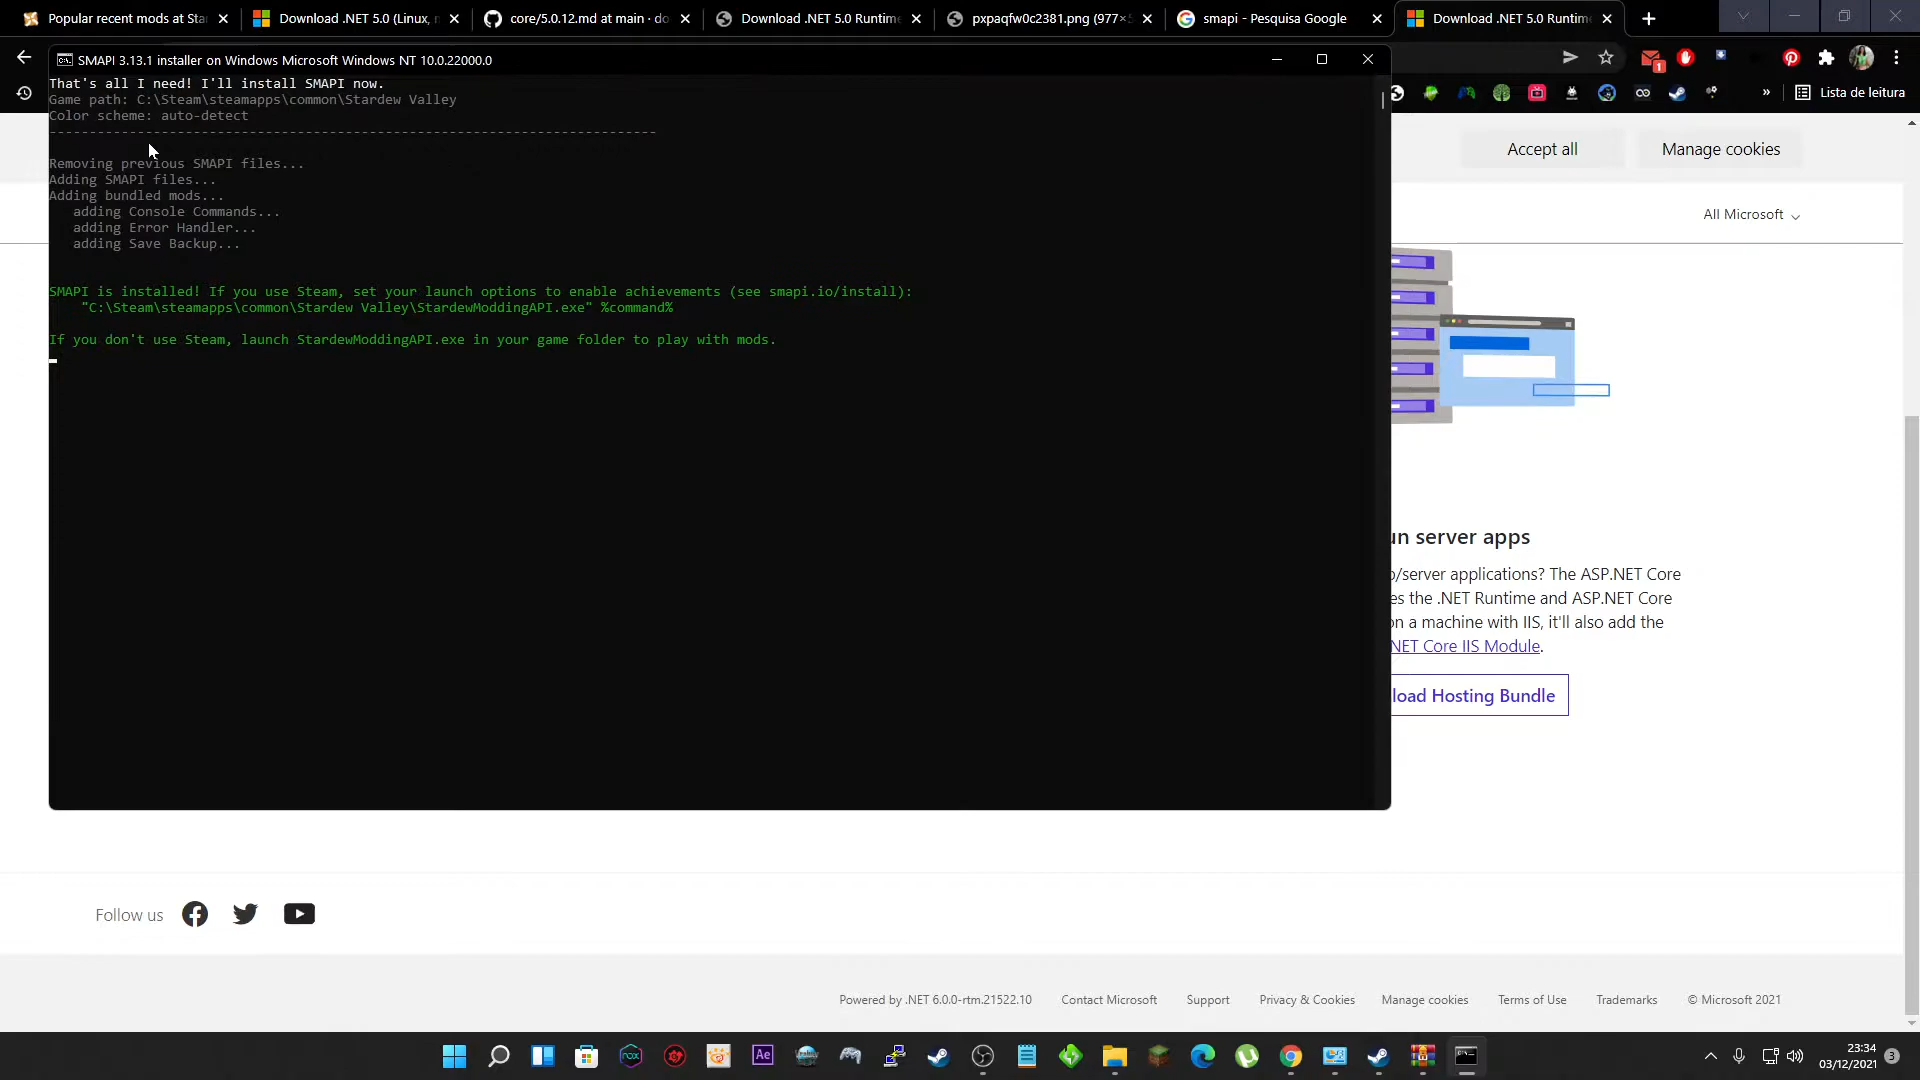 Popular recent mods at Sta
Download .NET 5.0 (Linux,
core/5.0.12.md at main · do
Download .NET 5.0 Runtime
pxpaqfw0c2381.png (977×
smapi - Pesquisa Google
Download .NET 5.0 Runtim
SMAPI 3.13.1 installer on Windows Microsoft Windows NT 10.0.22000.0
1
»
Lista de leitura
That's all I need! I'll install SMAPI now.
Game path: C:\Steam\steamapps\common\Stardew Valley
Color scheme: auto-detect
----------------------------------------------------------------------------
Removing previous SMAPI files...
Adding SMAPI files...
Adding bundled mods...
adding Console Commands...
adding Error Handler...
adding Save Backup...
SMAPI is installed! If you use Steam, set your launch options to enable achievements (see smapi.io/install):
"C:\Steam\steamapps\common\Stardew Valley\StardewModdingAPI.exe" %command%
If you don't use Steam, launch StardewModdingAPI.exe in your game folder to play with mods.
Accept all
Manage cookies
All Microsoft
un server apps
/server applications? The ASP.NET Core
es the .NET Runtime and ASP.NET Core
on a machine with IIS, it'll also add the
NET Core IIS Module.
load Hosting Bundle
Follow us
Powered by .NET 6.0.0-rtm.21522.10
Contact Microsoft
Support
Privacy & Cookies
Manage cookies
Terms of Use
Trademarks
© Microsoft 2021
nox
Ae
23:34
03/12/2021
3